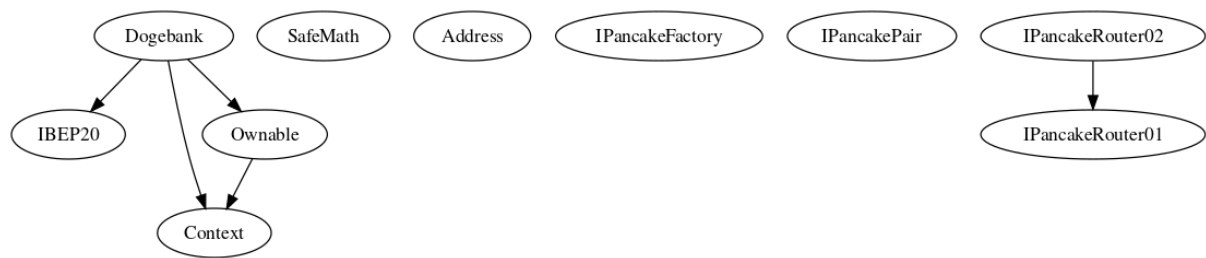 Dogebank
SafeMath
Address
IPancakeFactory
IPancakePair
IPancakeRouter02
IBEP20
Ownable
IPancakeRouter01
Context